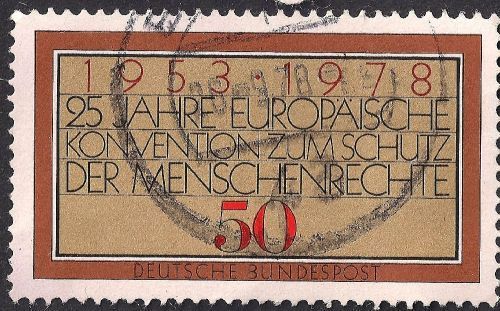 1953·1978
25 JAHRE EUROPÄISCHE
KONVENTION ZUM SCHUTZ
DER MENSCHENRECHTE
50
DEUTSCHE BUNDESPOST